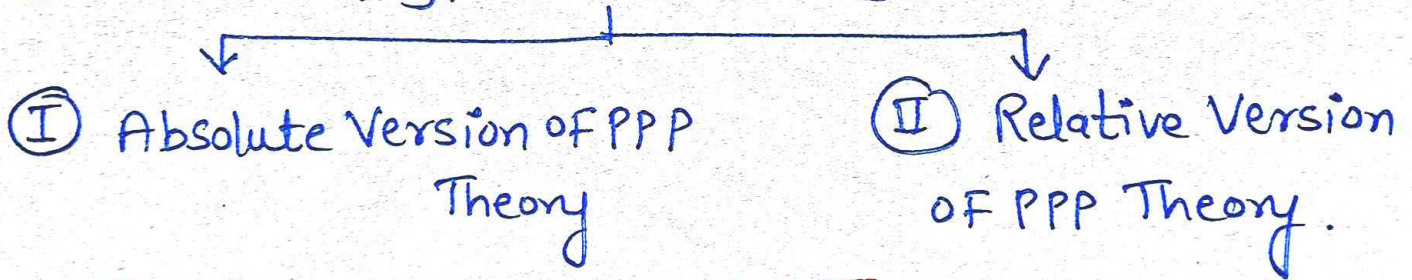 I Absolute Version OF PPP
Theory
II Relative Version
OF PPP Theory.